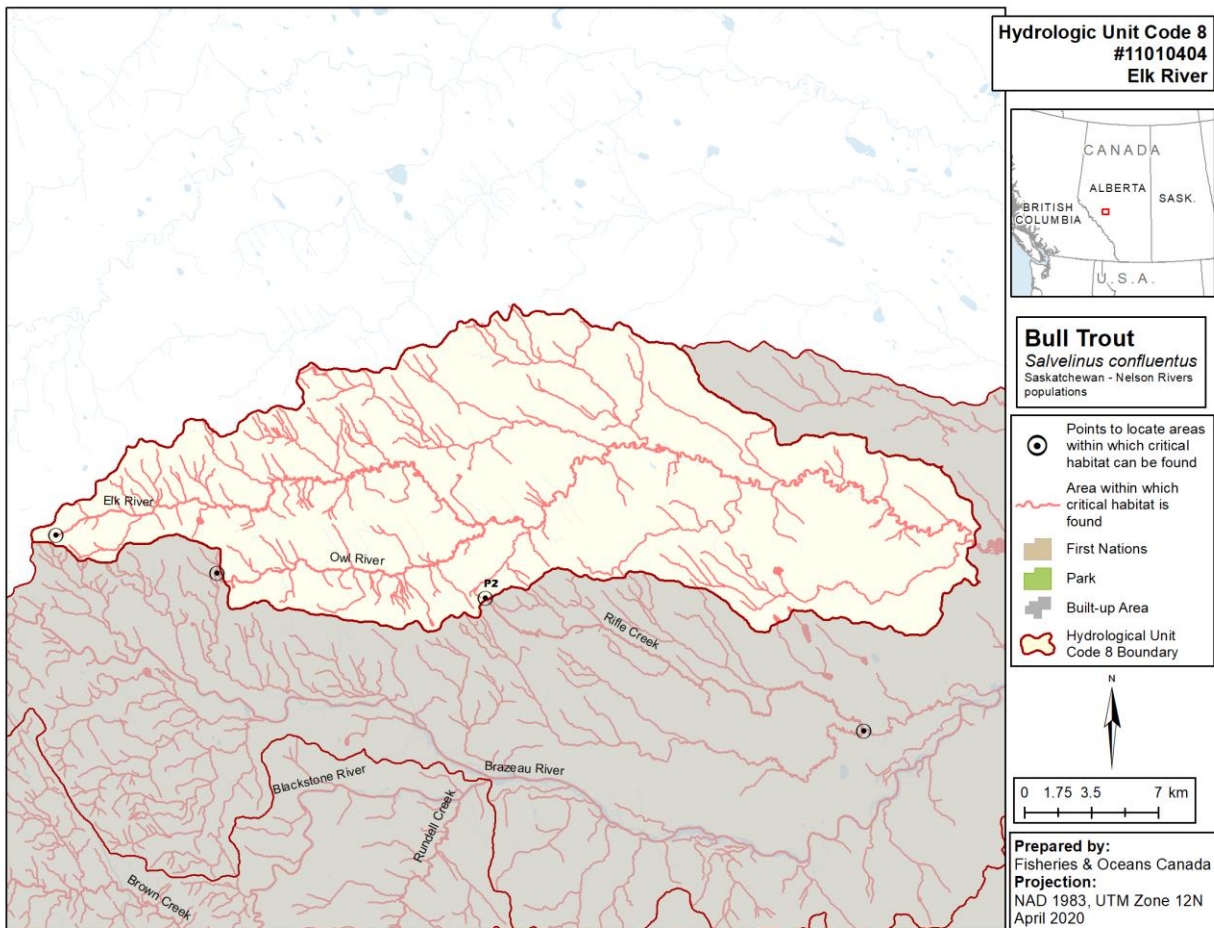 Hydrologic Unit Code 8
#11010404
Elk River
CANADA
ALBERTA
SASK.
BRITISH
COLUMBIA
U.S.A.
Bull Trout
Salvelinus confluentus
Saskatchewan - Nelson Rivers
populations
Points to locate areas
within which critical
habitat can be found
Area within which
critical habitat is
found
First Nations
Park
Built-up Area
Hydrological Unit
Code 8 Boundary
N
0 1.75 3.5 7 km
Prepared by:
Fisheries & Oceans Canada
Projection:
NAD 1983, UTM Zone 12N
April 2020
Elk River
Owl River
P2
Rifle Creek
Brazeau River
Blackstone River
Rundell Creek
Brown Creek